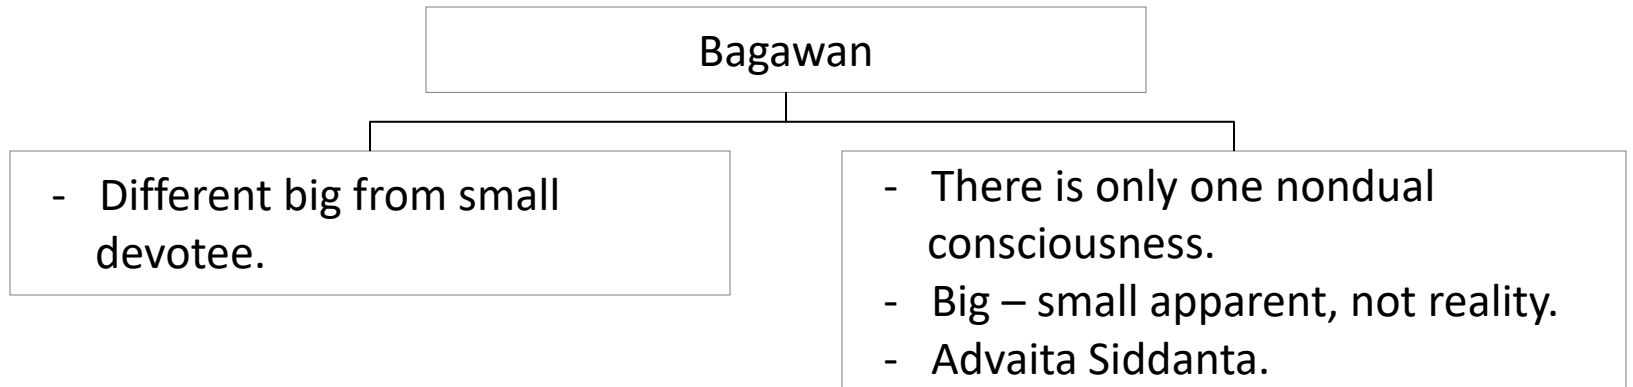 Bagawan
- Different big from small
devotee.
- There is only one nondual
consciousness.
- Big – small apparent, not reality.
- Advaita Siddanta.